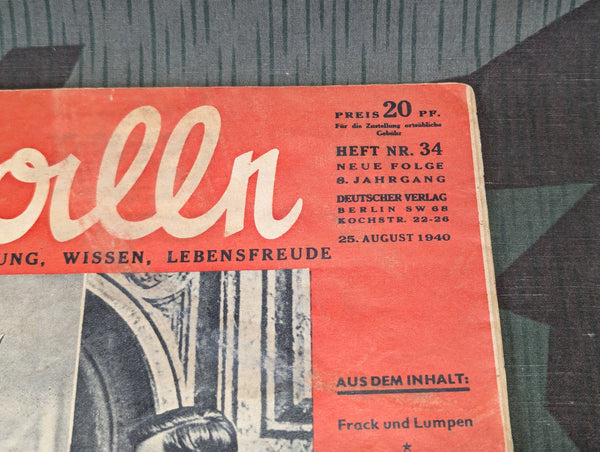 PREIS 20 PF.
Für die Zustellung ortsübliche
Gebühr
HEFT NR. 34
NEUE FOLGE
8. JAHRGANG
DEUTSCHER VERLAG
BERLIN SW 68
KOCHSTR. 22-26
25. AUGUST 1940
UNG, WISSEN, LEBENSFREUDE
AUS DEM INHALT:
Frack und Lumpen
*